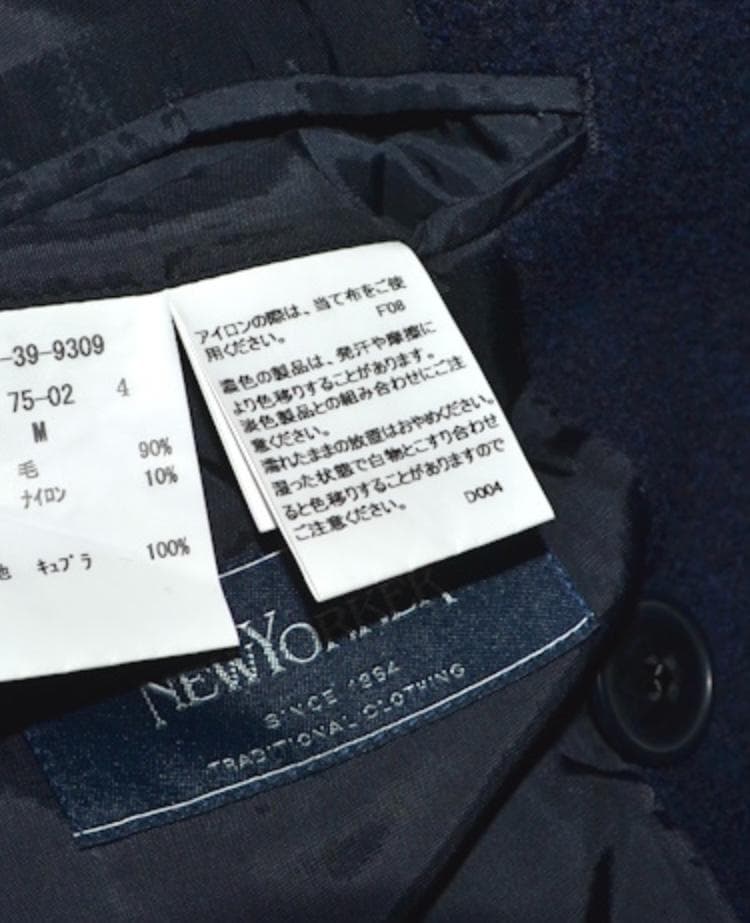 -39-9309
75-02 4
M
毛 90%
ナイロン 10%
キュプラ 100%
アイロンの際は、当て布をご使
用ください。 F08
濃色の製品は、発汗や摩擦に
より色移りすることがあります。
淡色製品との組み合わせにご注
意ください。
濡れたままの放置はおやめください。
湿った状態で白物とこすり合わせ
ると色移りすることがありますので
ご注意ください。 D004
NEWYORKER
SINCE 1964
TRADITIONAL CLOTHING